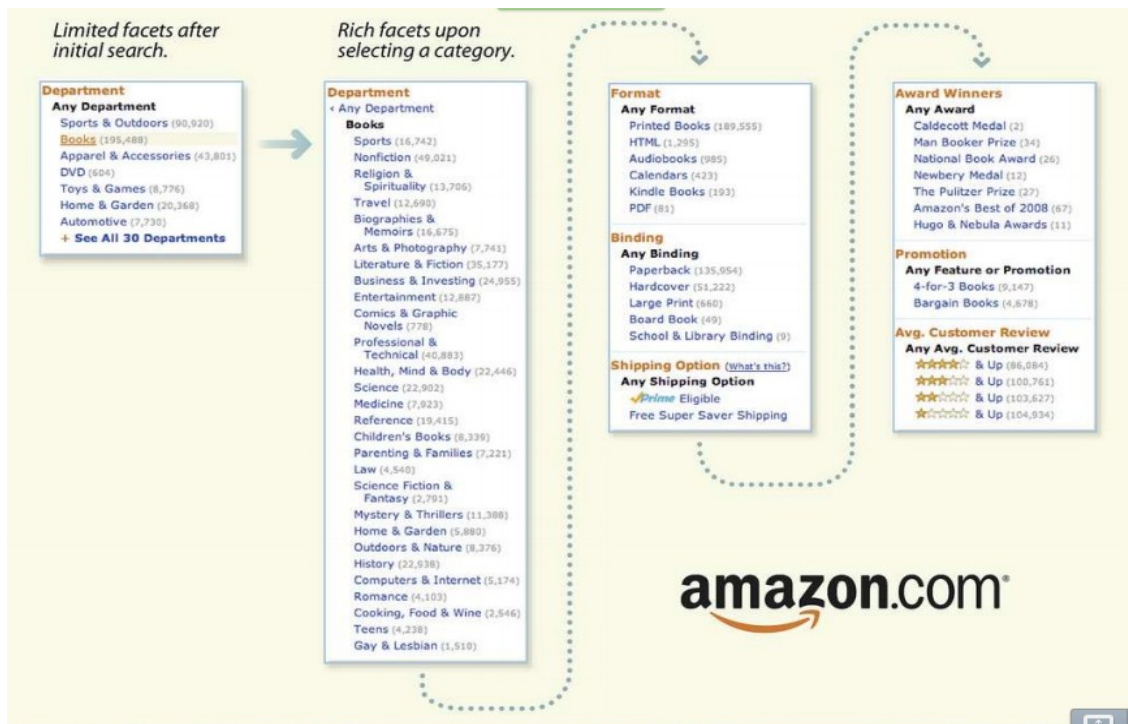 Limited facets after
initial search.
Department
Any Department
Sports & Outdoors (90,920)
Books (195,488)
Apparel & Accessories (43,801)
DVD (604)
Toys & Games (8,776)
Home & Garden (20,368)
Automotive (7,730)
+ See All 30 Departments
Rich facets upon
selecting a category.
Department
‹ Any Department
Books
Sports (16,742)
Nonfiction (49,021)
Religion &
Spirituality (13,706)
Travel (12,690)
Biographies &
Memoirs (16,675)
Arts & Photography (7,741)
Literature & Fiction (35,177)
Business & Investing (24,955)
Entertainment (12,887)
Comics & Graphic
Novels (778)
Professional &
Technical (40,883)
Health, Mind & Body (22,446)
Science (22,902)
Medicine (7,923)
Reference (19,415)
Children's Books (8,339)
Parenting & Families (7,221)
Law (4,540)
Science Fiction &
Fantasy (2,791)
Mystery & Thrillers (11,388)
Home & Garden (5,880)
Outdoors & Nature (8,376)
History (22,938)
Computers & Internet (5,174)
Romance (4,103)
Cooking, Food & Wine (2,546)
Teens (4,238)
Gay & Lesbian (1,510)
Format
Any Format
Printed Books (189,555)
HTML (1,295)
Audiobooks (985)
Calendars (423)
Kindle Books (193)
PDF (81)
Binding
Any Binding
Paperback (135,954)
Hardcover (51,222)
Large Print (660)
Board Book (49)
School & Library Binding (9)
Shipping Option (What's this?)
Any Shipping Option
Prime Eligible
Free Super Saver Shipping
Award Winners
Any Award
Caldecott Medal (2)
Man Booker Prize (34)
National Book Award (26)
Newbery Medal (12)
The Pulitzer Prize (27)
Amazon's Best of 2008 (67)
Hugo & Nebula Awards (11)
Promotion
Any Feature or Promotion
4-for-3 Books (9,147)
Bargain Books (4,678)
Avg. Customer Review
Any Avg. Customer Review
& Up (86,084)
& Up (100,761)
& Up (103,627)
& Up (104,934)
amazon.com